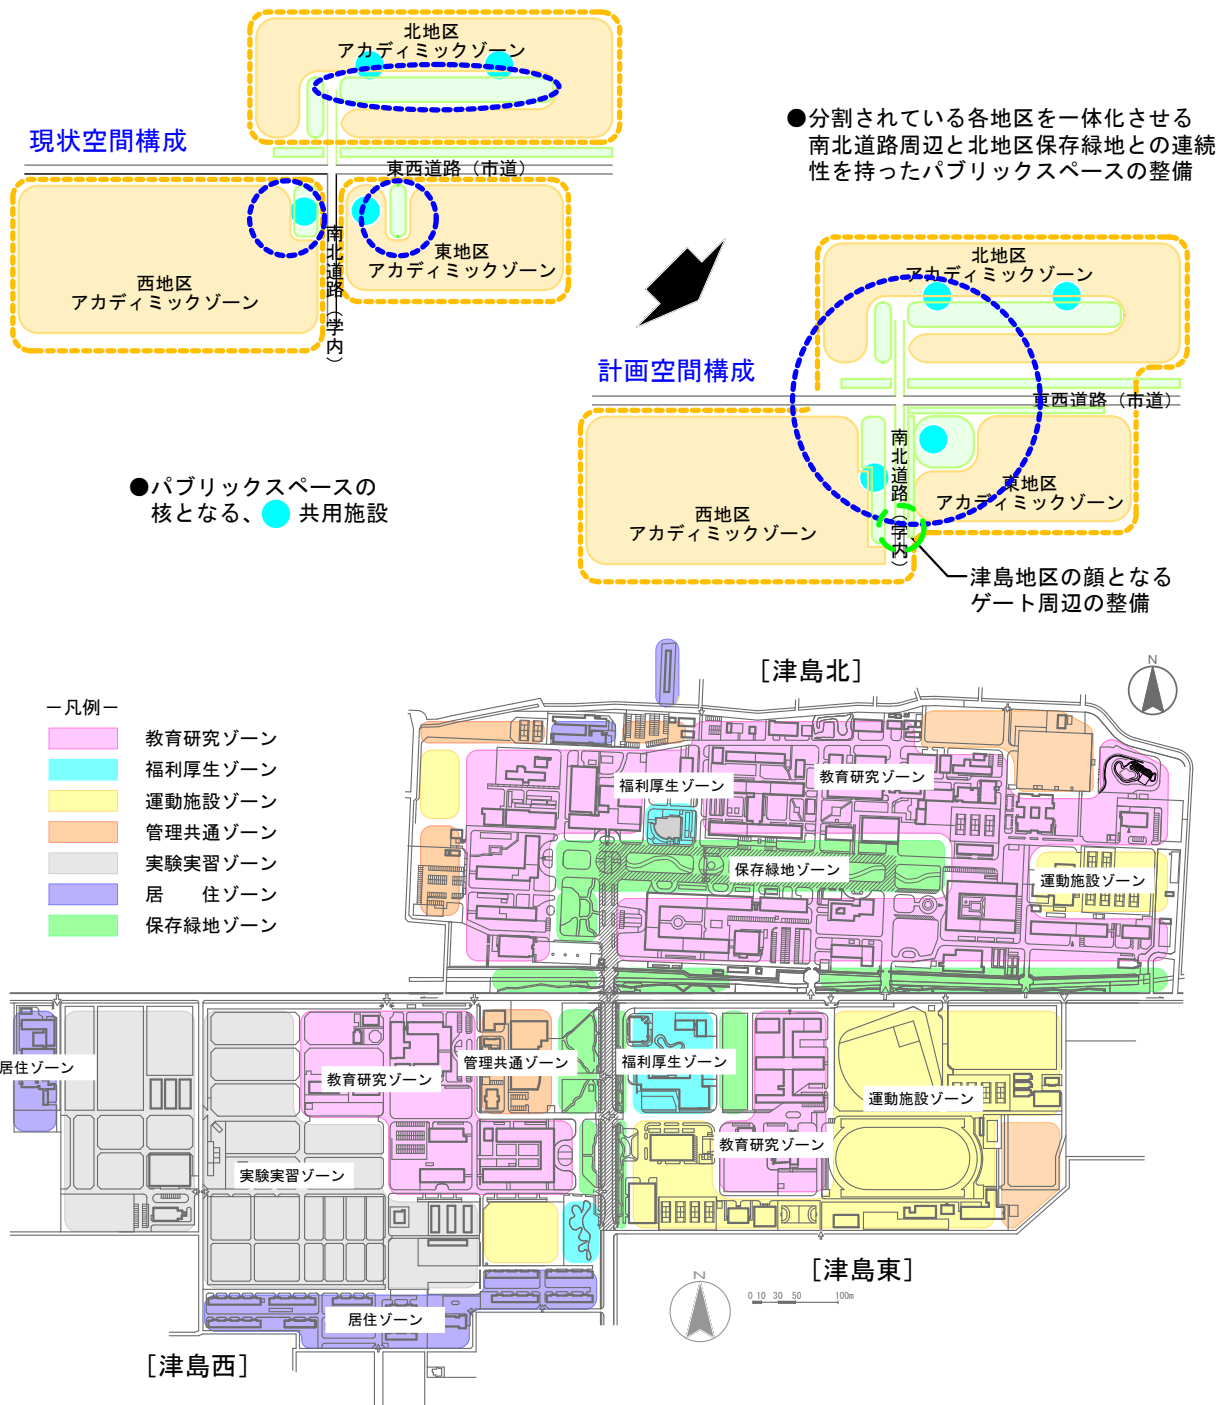 北地区
アカディミックゾーン
現状空間構成
東西道路（市道）
南北道路（学内）
東地区
アカディミックゾーン
西地区
アカディミックゾーン
●分割されている各地区を一体化させる
南北道路周辺と北地区保存緑地との連続
性を持ったパブリックスペースの整備
北地区
アカディミックゾーン
計画空間構成
東西道路（市道）
南北道路（学内）
東地区
アカディミックゾーン
西地区
アカディミックゾーン
●パブリックスペースの
核となる、 共用施設
津島地区の顔となる
ゲート周辺の整備
［津島北］
N
－凡例－
教育研究ゾーン
福利厚生ゾーン
運動施設ゾーン
管理共通ゾーン
実験実習ゾーン
居　住ゾーン
保存緑地ゾーン
教育研究ゾーン
福利厚生ゾーン
保存緑地ゾーン
運動施設ゾーン
居住ゾーン
管理共通ゾーン
福利厚生ゾーン
教育研究ゾーン
運動施設ゾーン
教育研究ゾーン
実験実習ゾーン
［津島東］
N
0 10 30 50 100m
居住ゾーン
［津島西］